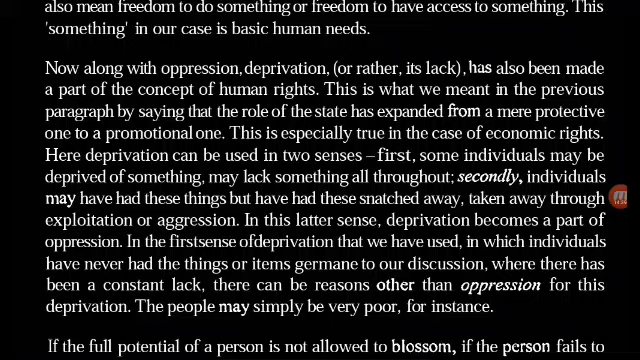 also mean freedom to do something or freedom to have access to something. This
'something' in our case is basic human needs.
Now along with oppression, deprivation, (or rather, its lack), has also been made
a part of the concept of human rights. This is what we meant in the previous
paragraph by saying that the role of the state has expanded from a mere protective
one to a promotional one. This is especially true in the case of economic rights.
Here deprivation can be used in two senses – first, some individuals may be
deprived of something, may lack something all throughout; secondly, individuals
may have had these things but have had these snatched away, taken away through
exploitation or aggression. In this latter sense, deprivation becomes a part of
oppression. In the firstsense ofdeprivation that we have used, in which individuals
have never had the things or items germane to our discussion, where there has
been a constant lack, there can be reasons other than oppression for this
deprivation. The people may simply be very poor, for instance.
If the full potential of a person is not allowed to blossom, if the person fails to